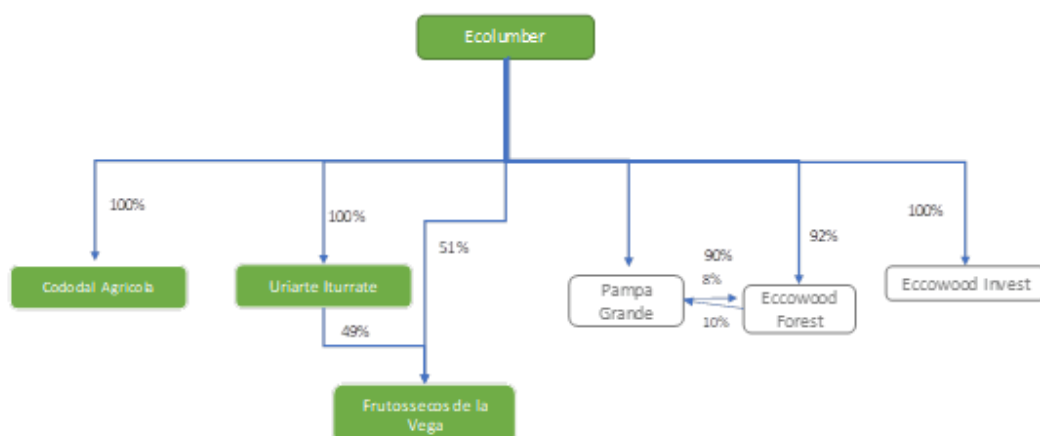 Ecolumber
100%
100%
51%
90%
8%
10%
92%
100%
Cododal Agricola
Uriarte Iturrate
Pampa
Grande
Eccowood
Forest
Eccowood Invest
49%
Frutossecos de la
Vega